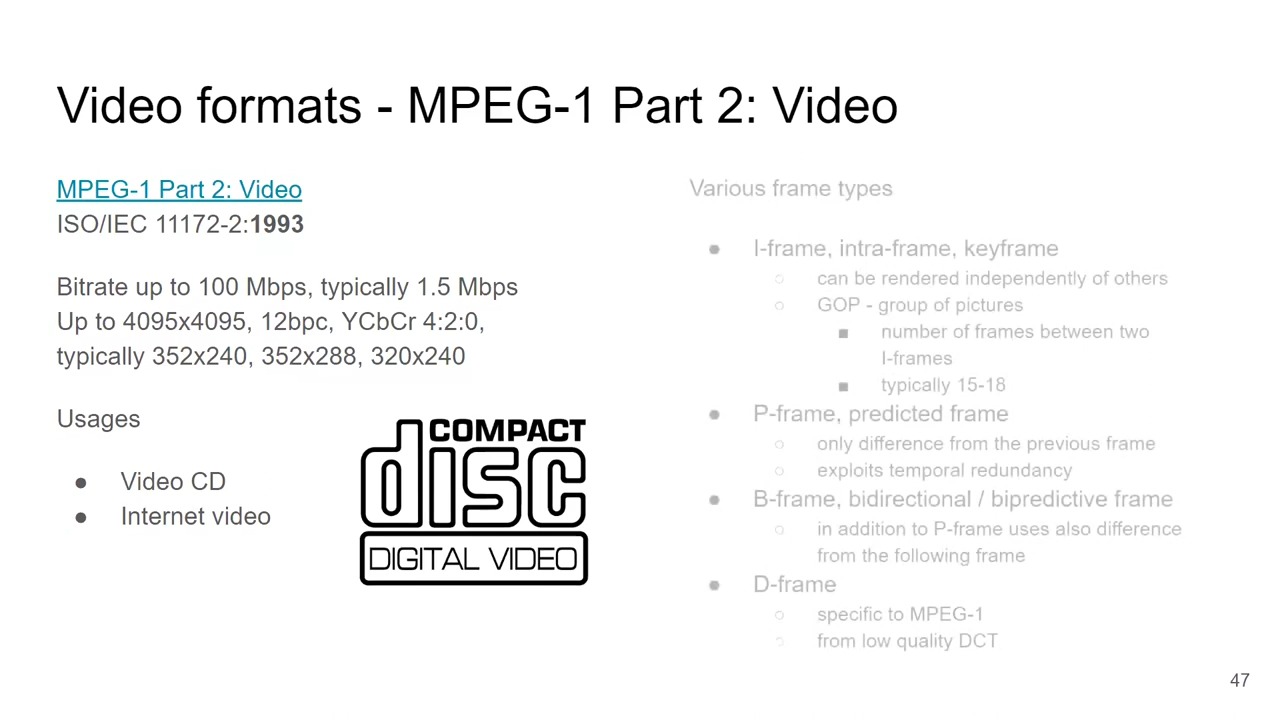 Video formats - MPEG-1 Part 2: Video
MPEG-1 Part 2: Video
ISO/IEC 11172-2:1993
Bitrate up to 100 Mbps, typically 1.5 Mbps
Up to 4095x4095, 12bpc, YCbCr 4:2:0,
typically 352x240, 352x288, 320x240
Usages
● Video CD
● Internet video
COMPACT
disc
DIGITAL VIDEO
Various frame types
● I-frame, intra-frame, keyframe
○ can be rendered independently of others
○ GOP - group of pictures
■ number of frames between two
I-frames
■ typically 15-18
● P-frame, predicted frame
○ only difference from the previous frame
○ exploits temporal redundancy
● B-frame, bidirectional / bipredictive frame
○ in addition to P-frame uses also difference
from the following frame
● D-frame
○ specific to MPEG-1
○ from low quality DCT
47